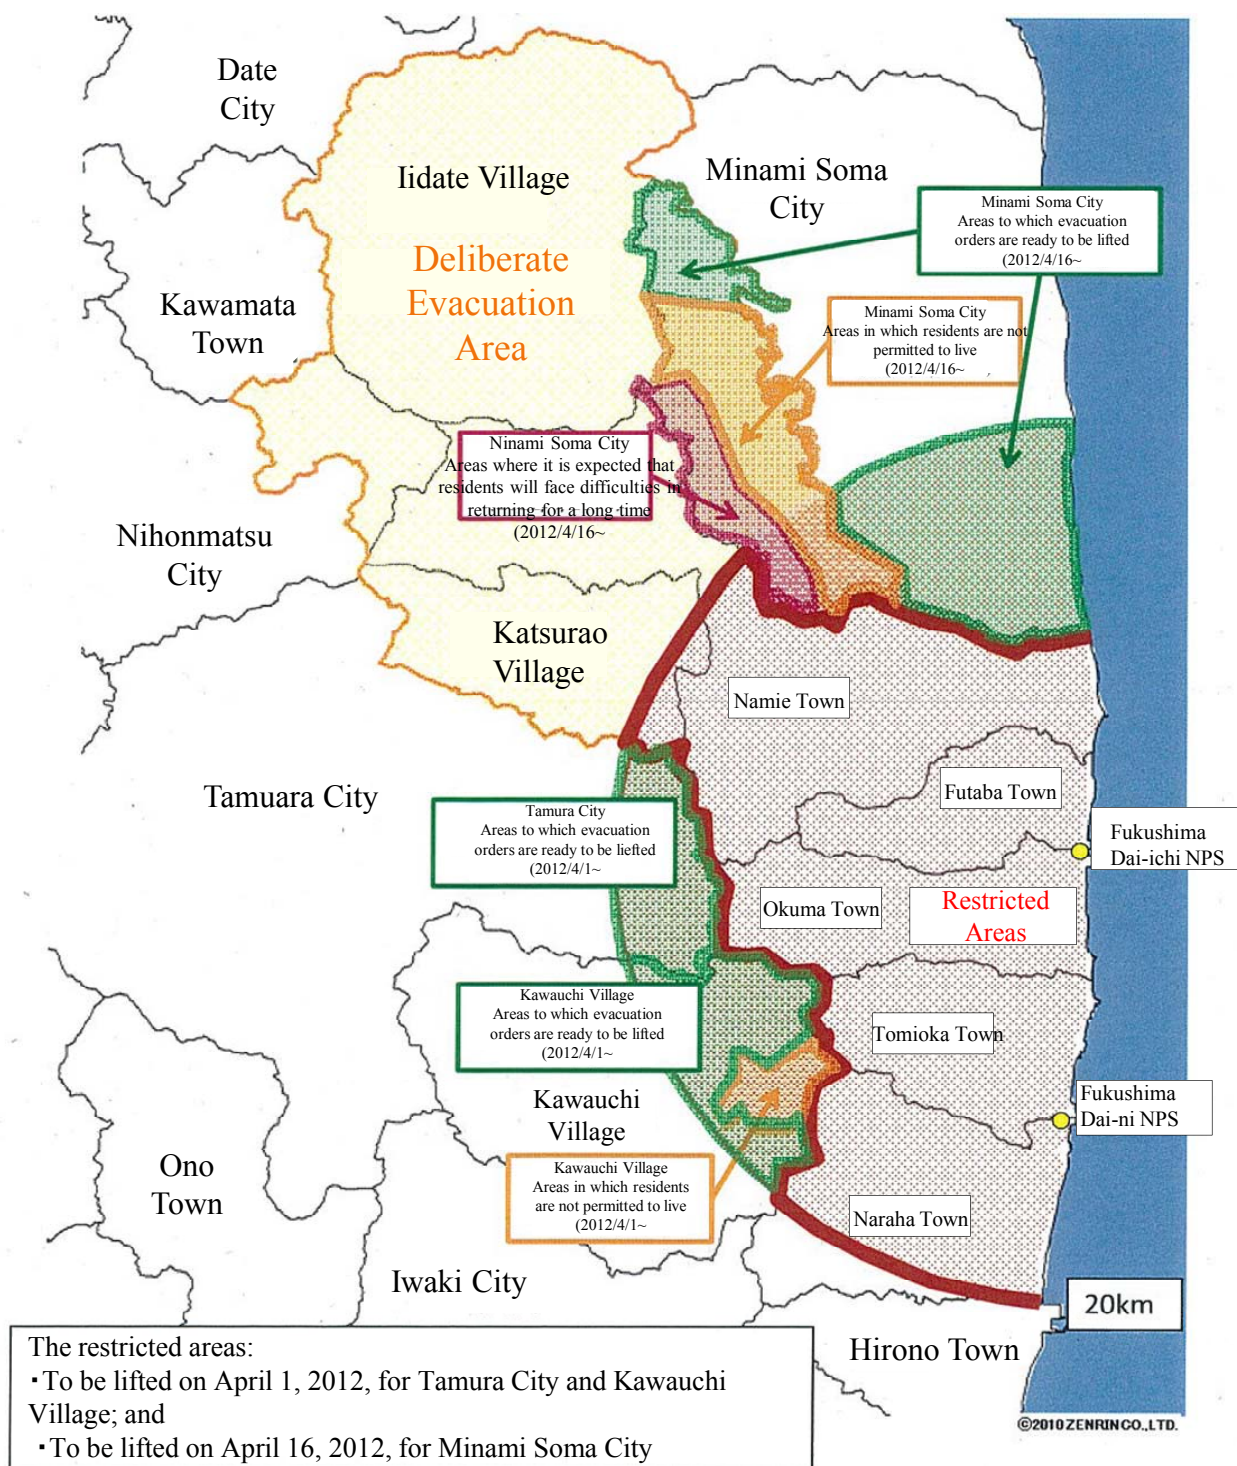 Date
City
Iidate Village
Minami Soma
City
Minami Soma City
Areas to which evacuation
orders are ready to be lifted
(2012/4/16~
Deliberate
Evacuation
Area
Kawamata
Town
Minami Soma City
Areas in which residents are not
permitted to live
(2012/4/16~
Ninami Soma City
Areas where it is expected that
residents will face difficulties in
returning for a long time
(2012/4/16~
Nihonmatsu
City
Katsurao
Village
Namie Town
Futaba Town
Tamuara City
Tamura City
Areas to which evacuation
orders are ready to be liefted
(2012/4/1~
Fukushima
Dai-ichi NPS
Okuma Town
Restricted
Areas
Kawauchi Village
Areas to which evacuation
orders are ready to be lifted
(2012/4/1~
Tomioka Town
Kawauchi
Village
Fukushima
Dai-ni NPS
Ono
Town
Kawauchi Village
Areas in which residents
are not permitted to live
(2012/4/1~
Naraha Town
Iwaki City
20km
Hirono Town
The restricted areas:
・To be lifted on April 1, 2012, for Tamura City and Kawauchi
Village; and
・To be lifted on April 16, 2012, for Minami Soma City
©2010 ZENRIN CO.,LTD.